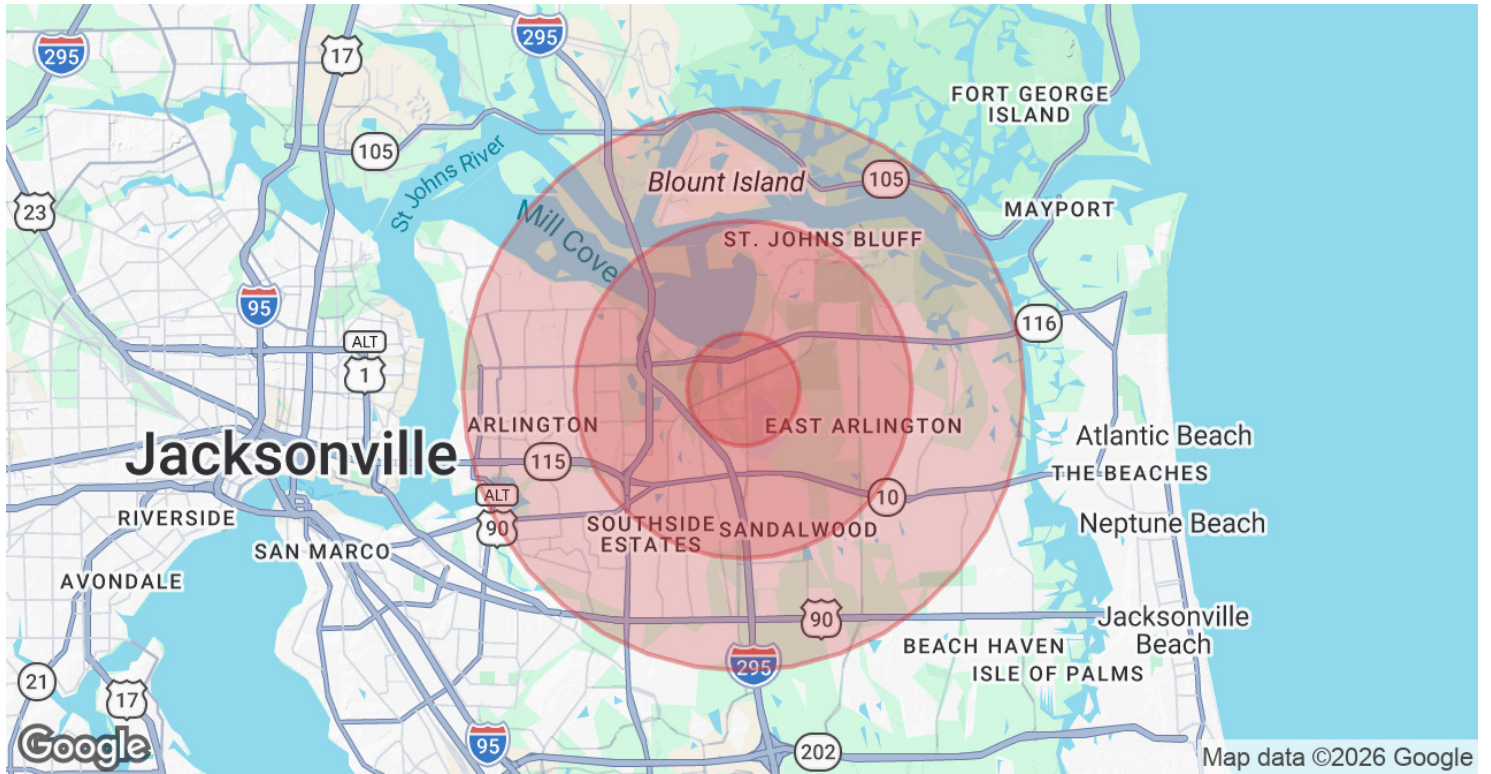 295
17
295
FORT GEORGE
ISLAND
105
St Johns River
Blount Island
105
23
MAYPORT
Mill Cove
ST. JOHNS BLUFF
95
116
ALT
1
ARLINGTON
EAST ARLINGTON
Atlantic Beach
Jacksonville
115
THE BEACHES
ALT
90
10
RIVERSIDE
SOUTHSIDE
ESTATES
SANDALWOOD
Neptune Beach
SAN MARCO
AVONDALE
90
Jacksonville
Beach
BEACH HAVEN
295
ISLE OF PALMS
21
17
95
202
Google
Map data ©2026 Google